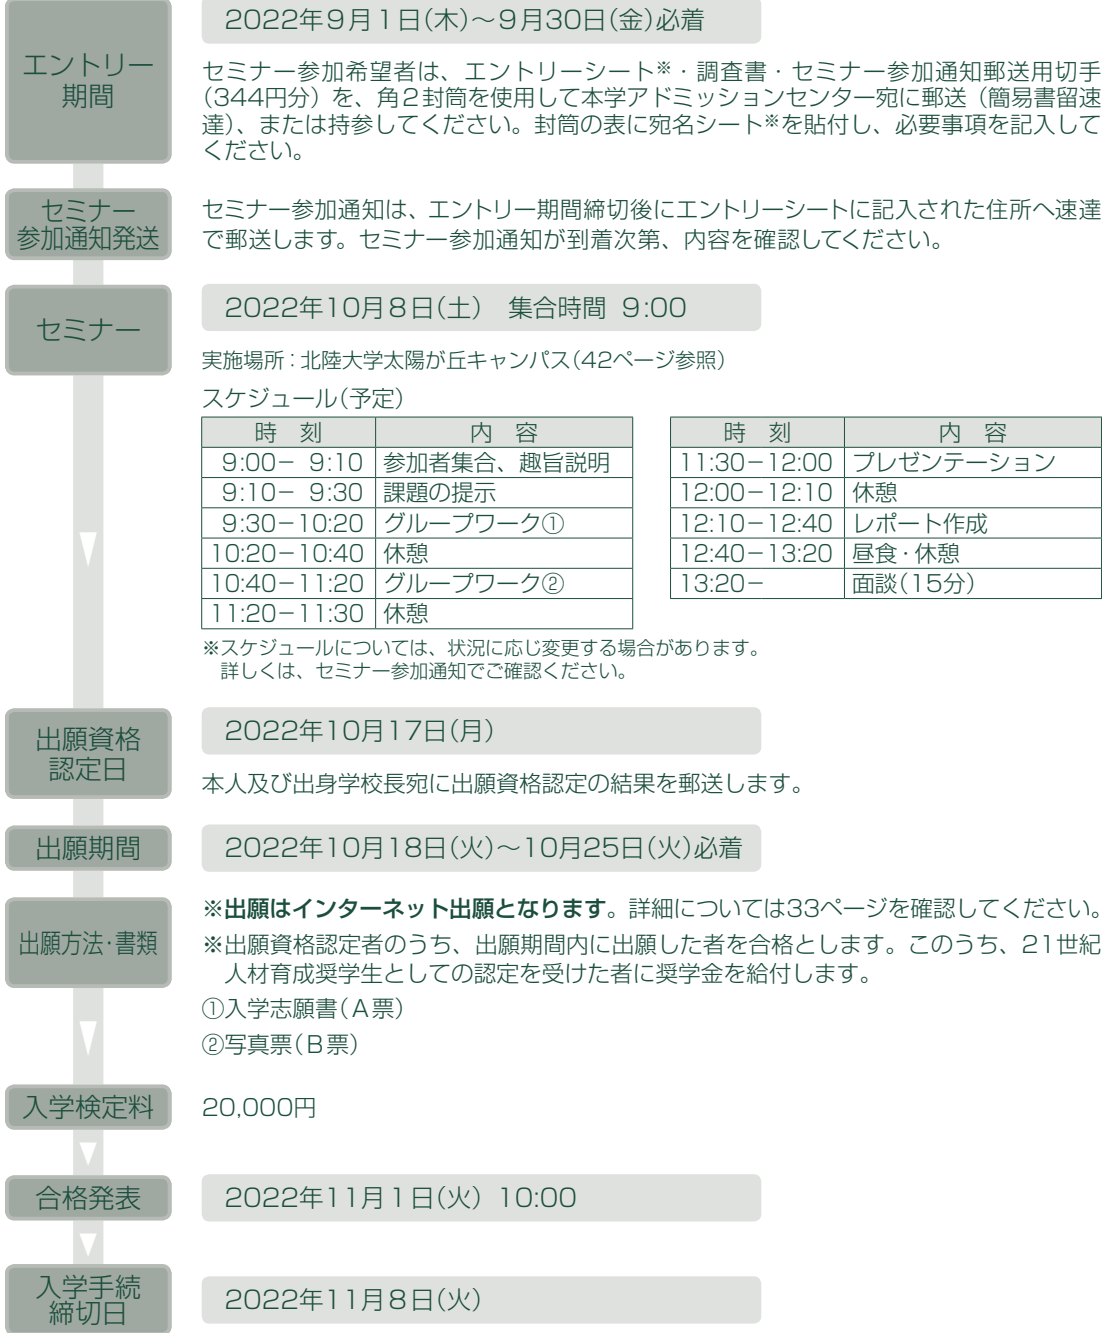 エントリー
期間
2022年9月1日(木)～9月30日(金)必着
セミナー参加希望者は、エントリーシート※・調査書・セミナー参加通知郵送用切手
(344円分)を、角2封筒を使用して本学アドミッションセンター宛に郵送(簡易書留速
達)、または持参してください。封筒の表に宛名シート※を貼付し、必要事項を記入して
ください。
セミナー
参加通知発送
セミナー参加通知は、エントリー期間締切後にエントリーシートに記入された住所へ速達
で郵送します。セミナー参加通知が到着次第、内容を確認してください。
セミナー
2022年10月8日(土) 集合時間 9:00
実施場所：北陸大学太陽が丘キャンパス(42ページ参照)
スケジュール(予定)
時 刻 内 容
9:00－ 9:10 参加者集合、趣旨説明
9:10－ 9:30 課題の提示
9:30－10:20 グループワーク①
10:20－10:40 休憩
10:40－11:20 グループワーク②
11:20－11:30 休憩
時 刻 内 容
11:30－12:00 プレゼンテーション
12:00－12:10 休憩
12:10－12:40 レポート作成
12:40－13:20 昼食・休憩
13:20－ 面談(15分)
※スケジュールについては、状況に応じ変更する場合があります。
詳しくは、セミナー参加通知でご確認ください。
出願資格
認定日
2022年10月17日(月)
本人及び出身学校長宛に出願資格認定の結果を郵送します。
出願期間
2022年10月18日(火)～10月25日(火)必着
出願方法・書類
※出願はインターネット出願となります。詳細については33ページを確認してください。
※出願資格認定者のうち、出願期間内に出願した者を合格とします。このうち、21世紀
人材育成奨学生としての認定を受けた者に奨学金を給付します。
①入学志願書(A票)
②写真票(B票)
入学検定料
20,000円
合格発表
2022年11月1日(火) 10:00
入学手続
締切日
2022年11月8日(火)